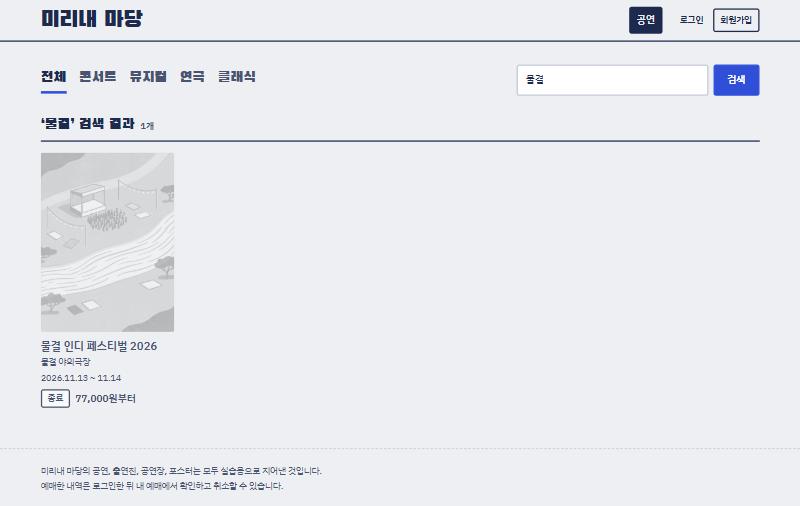 미리내 마당
공연 로그인 회원가입
전체 콘서트 뮤지컬 연극 클래식
물결 검색
‘물결’ 검색 결과 1개
물결 인디 페스티벌 2026
물결 야외극장
2026.11.13 ~ 11.14
종료 77,000원부터
미리내 마당의 공연, 출연진, 공연장, 포스터는 모두 실습용으로 지어낸 것입니다.
예매한 내역은 로그인한 뒤 내 예매에서 확인하고 취소할 수 있습니다.